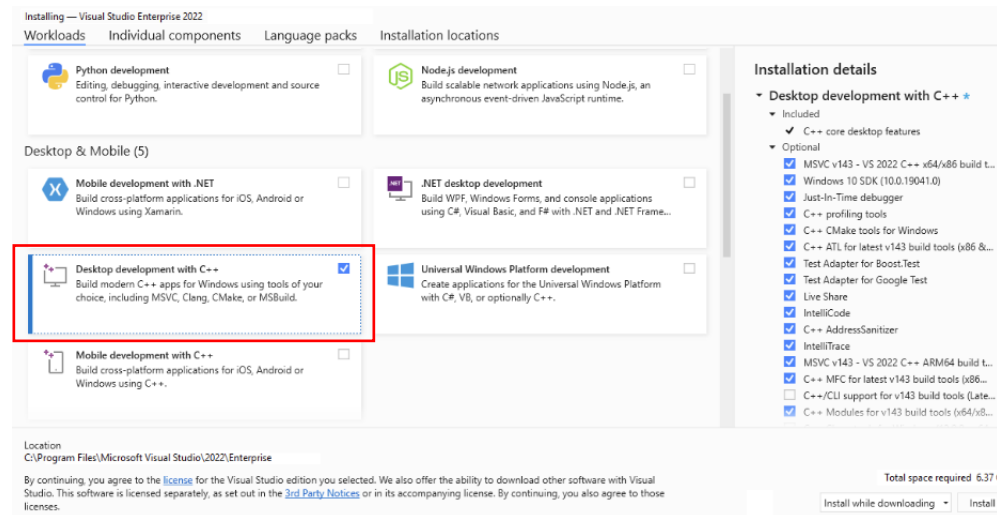 Installing — Visual Studio Enterprise 2022
Workloads Individual components Language packs Installation locations
Python development
Editing, debugging, interactive development and source
control for Python.
Node.js development
Build scalable network applications using Node.js, an
asynchronous event-driven JavaScript runtime.
Desktop & Mobile (5)
Mobile development with .NET
Build cross-platform applications for iOS, Android or
Windows using Xamarin.
.NET
.NET desktop development
Build WPF, Windows Forms, and console applications
using C#, Visual Basic, and F# with .NET and .NET Frame...
Desktop development with C++
Build modern C++ apps for Windows using tools of your
choice, including MSVC, Clang, CMake, or MSBuild.
Universal Windows Platform development
Create applications for the Universal Windows Platform
with C#, VB, or optionally C++.
Mobile development with C++
Build cross-platform applications for iOS, Android or
Windows using C++.
Installation details
Desktop development with C++ *
Included
C++ core desktop features
Optional
MSVC v143 - VS 2022 C++ x64/x86 build t...
Windows 10 SDK (10.0.19041.0)
Just-In-Time debugger
C++ profiling tools
C++ CMake tools for Windows
C++ ATL for latest v143 build tools (x86 &...
Test Adapter for Boost.Test
Test Adapter for Google Test
Live Share
IntelliCode
C++ AddressSanitizer
IntelliTrace
MSVC v143 - VS 2022 C++ ARM64 build t...
C++ MFC for latest v143 build tools (x86...
C++/CLI support for v143 build tools (Late...
C++ Modules for v143 build tools (x64/x8...
Location
C:\Program Files\Microsoft Visual Studio\2022\Enterprise
By continuing, you agree to the license for the Visual Studio edition you selected. We also offer the ability to download other software with Visual
Studio. This software is licensed separately, as set out in the 3rd Party Notices or in its accompanying license. By continuing, you also agree to those
licenses.
Total space required 6.37
Install while downloading Install